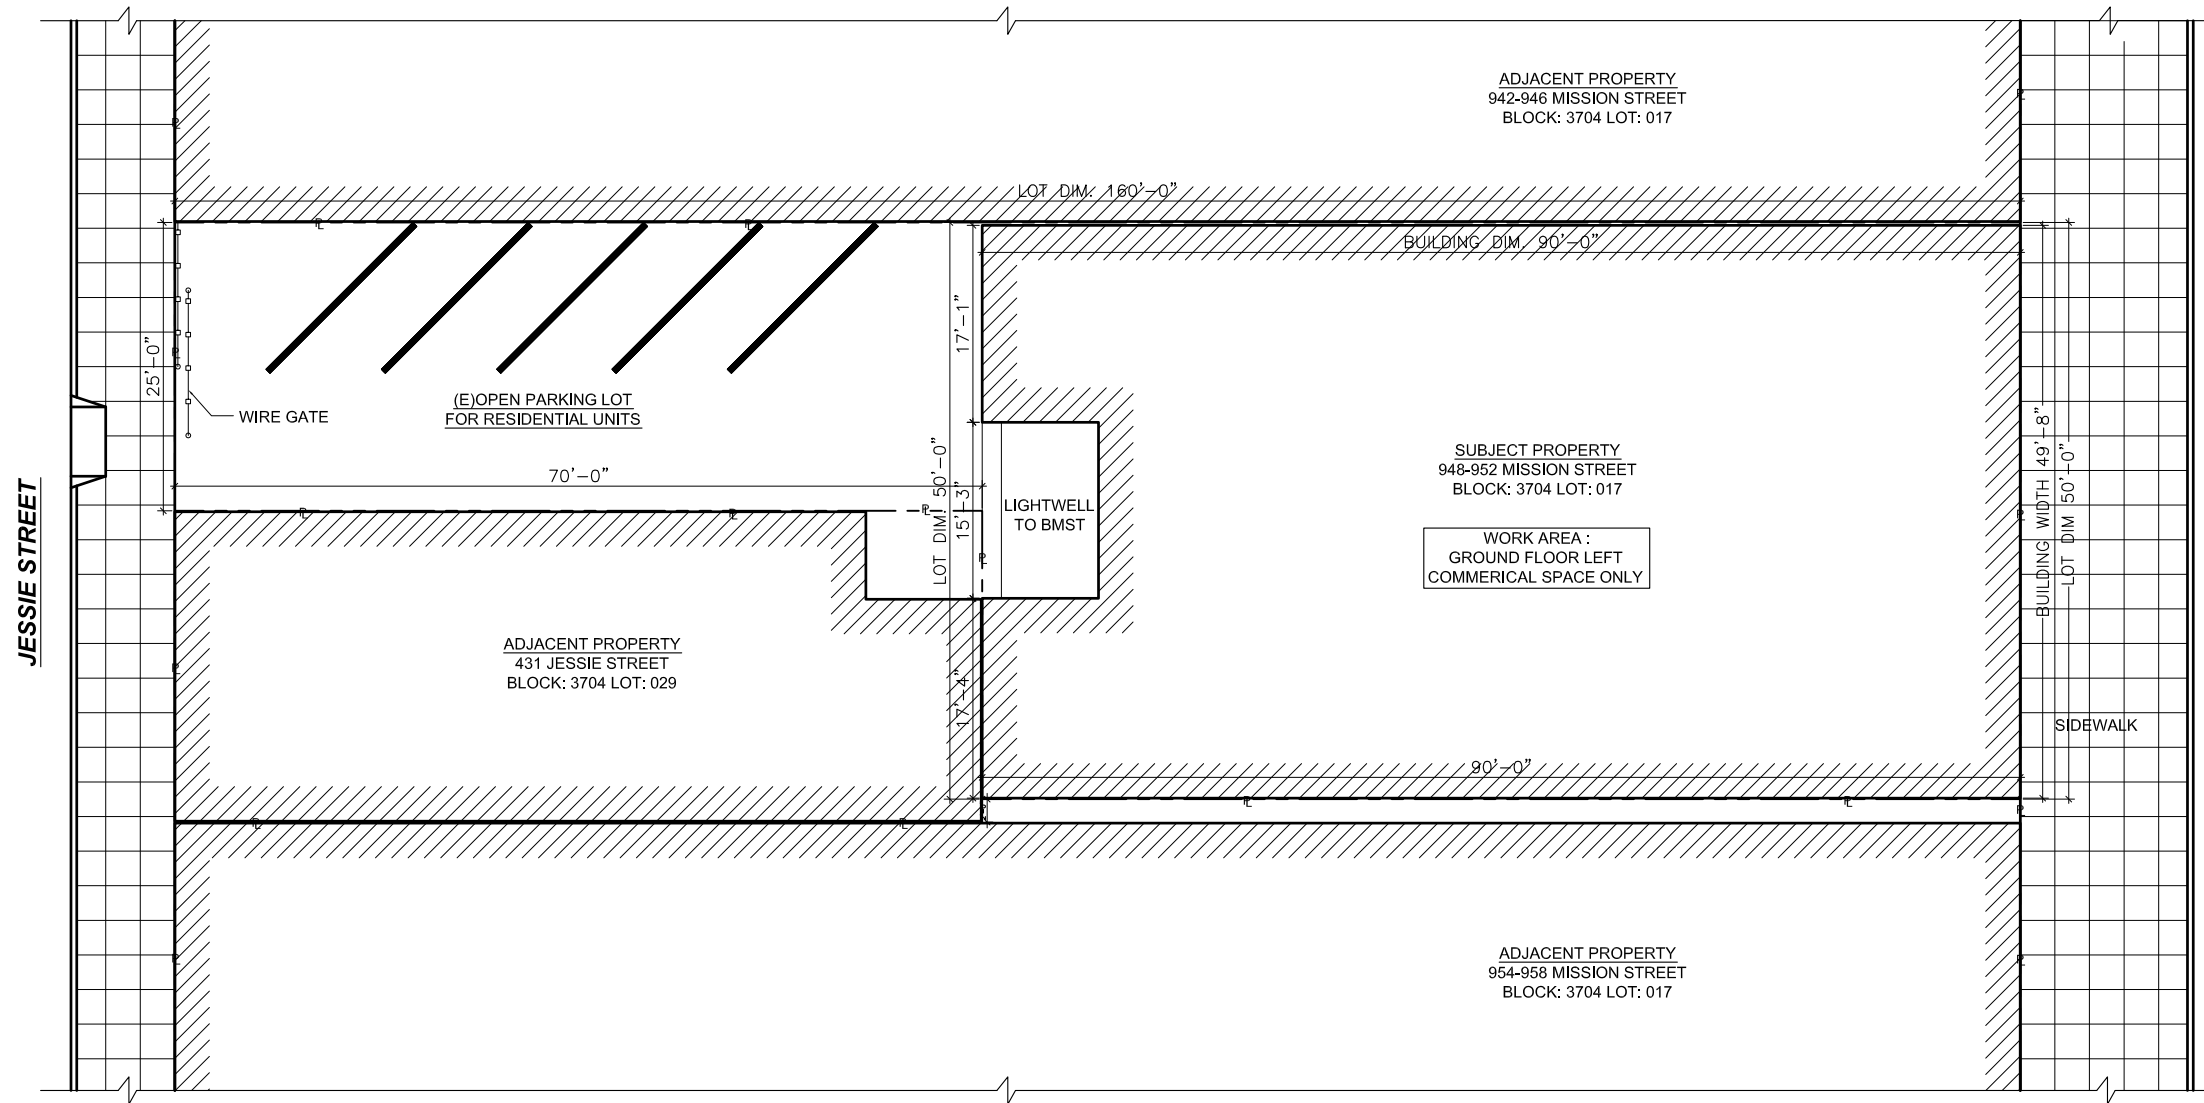 ADJACENT PROPERTY
942-946 MISSION STREET
BLOCK: 3704 LOT: 017
LOT DIM. 160'-0"
BUILDING DIM. 90'-0"
25'-0"
WIRE GATE
(E)OPEN PARKING LOT
FOR RESIDENTIAL UNITS
70'-0"
17'-1"
LOT DIM. 50'-0"
15'-3"
17'-4"
LIGHTWELL
TO BMST
SUBJECT PROPERTY
948-952 MISSION STREET
BLOCK: 3704 LOT: 017
WORK AREA :
GROUND FLOOR LEFT
COMMERICAL SPACE ONLY
BUILDING WIDTH 49'-8"
LOT DIM 50'-0"
JESSIE STREET
ADJACENT PROPERTY
431 JESSIE STREET
BLOCK: 3704 LOT: 029
SIDEWALK
90'-0"
ADJACENT PROPERTY
954-958 MISSION STREET
BLOCK: 3704 LOT: 017